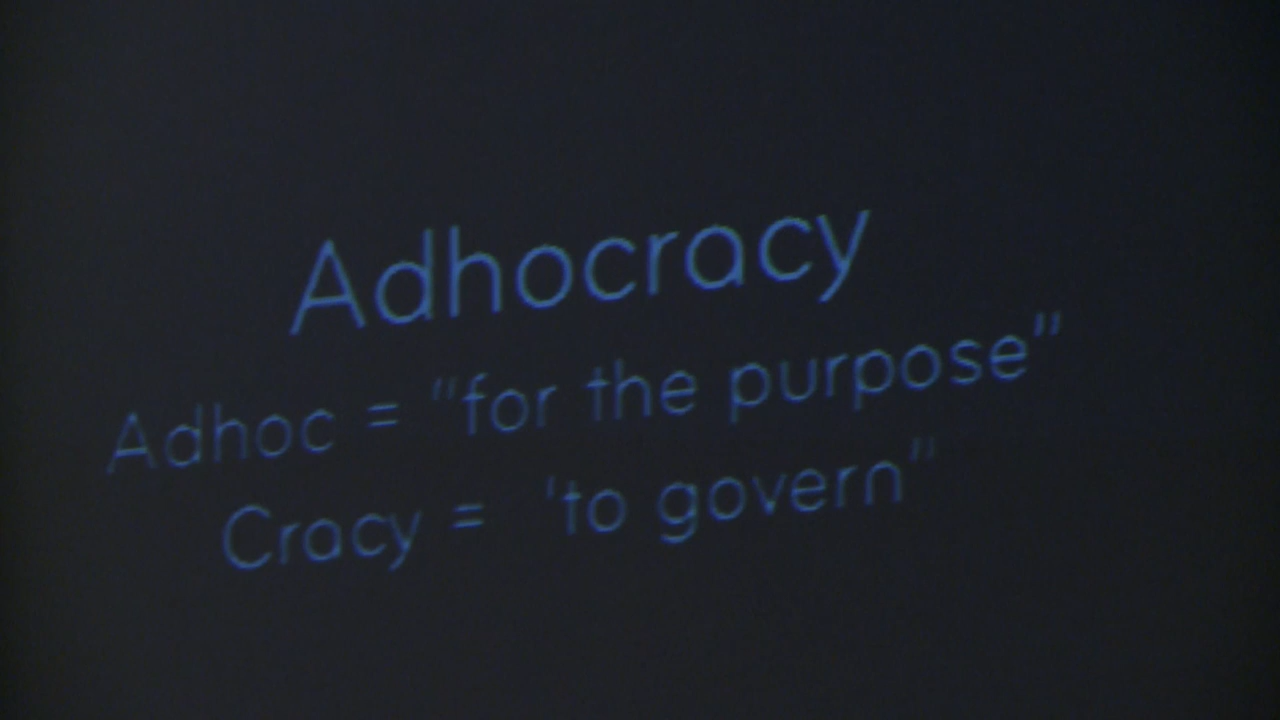 Adhocracy
Adhoc = "for the purpose"
Cracy = 'to govern"